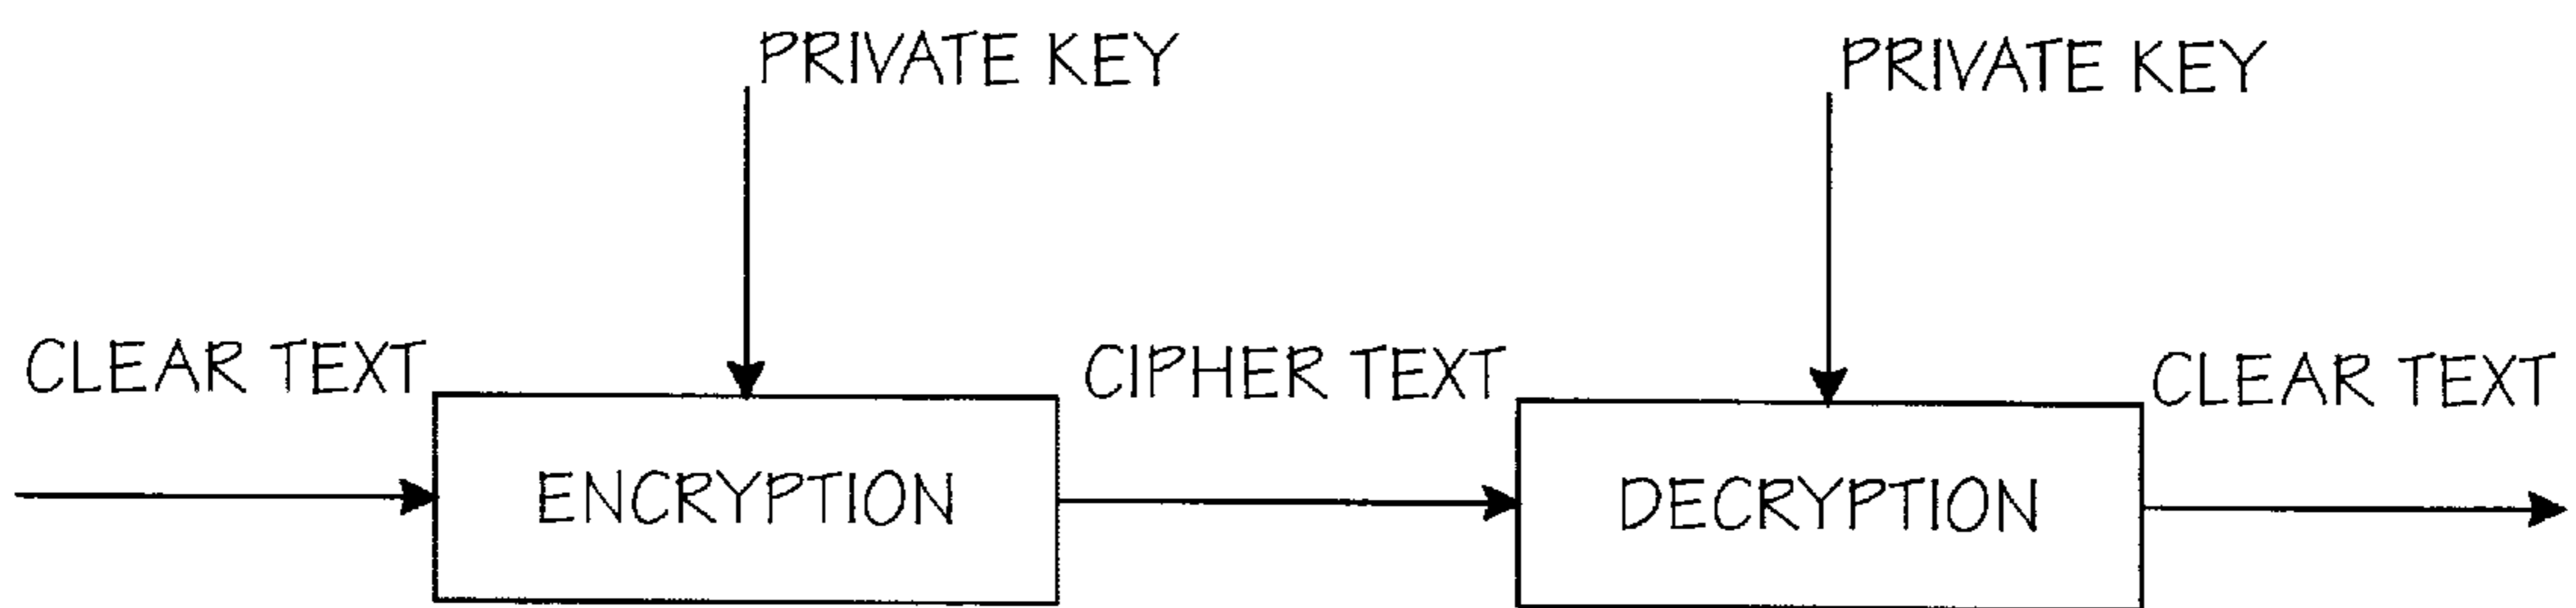 PRIVATE KEY
PRIVATE KEY
CLEAR TEXT
CIPHER TEXT
CLEAR TEXT
ENCRYPTION
DECRYPTION